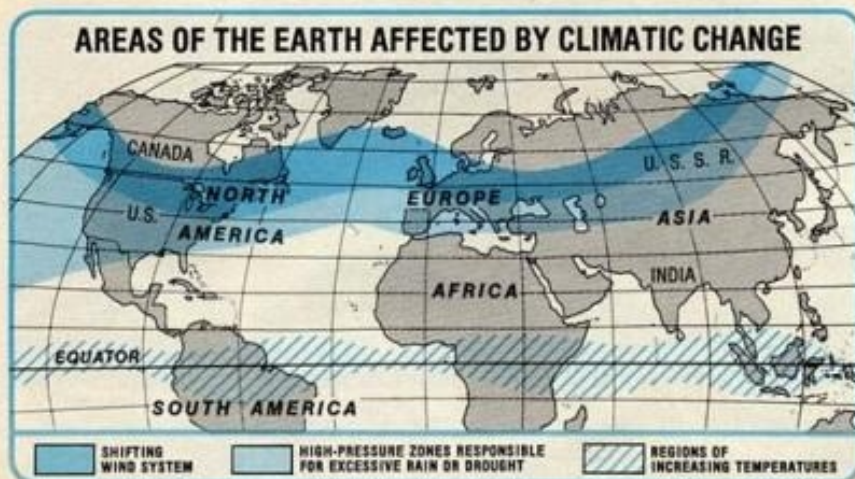 AREAS OF THE EARTH AFFECTED BY CLIMATIC CHANGE
CANADA
U. S. S. R.
NORTH
EUROPE
U.S.
AMERICA
ASIA
INDIA
AFRICA
EQUATOR
SOUTH AMERICA
SHIFTING
WIND SYSTEM
HIGH-PRESSURE ZONES RESPONSIBLE
FOR EXCESSIVE RAIN OR DROUGHT
REGIONS OF
INCREASING TEMPERATURES